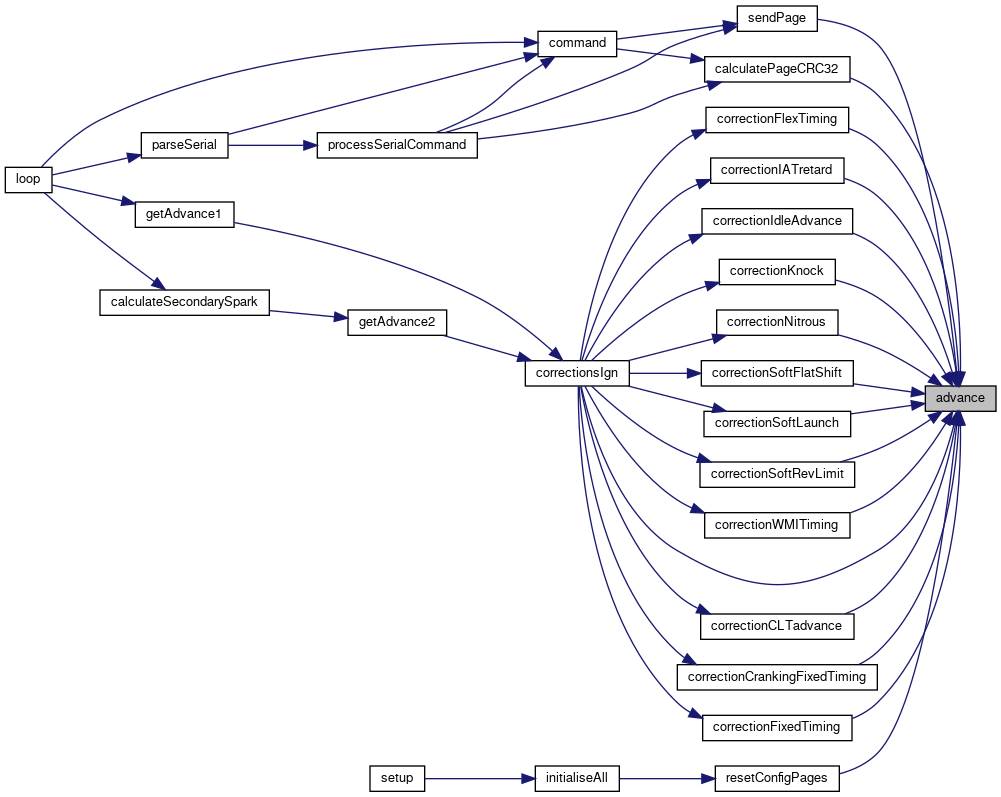 sendPage
command
calculatePageCRC32
correctionFlexTiming
parseSerial
processSerialCommand
correctionIATretard
loop
getAdvance1
correctionIdleAdvance
correctionKnock
calculateSecondarySpark
getAdvance2
correctionNitrous
correctionsIgn
correctionSoftFlatShift
advance
correctionSoftLaunch
correctionSoftRevLimit
correctionWMITiming
correctionCLTadvance
correctionCrankingFixedTiming
correctionFixedTiming
setup
initialiseAll
resetConfigPages